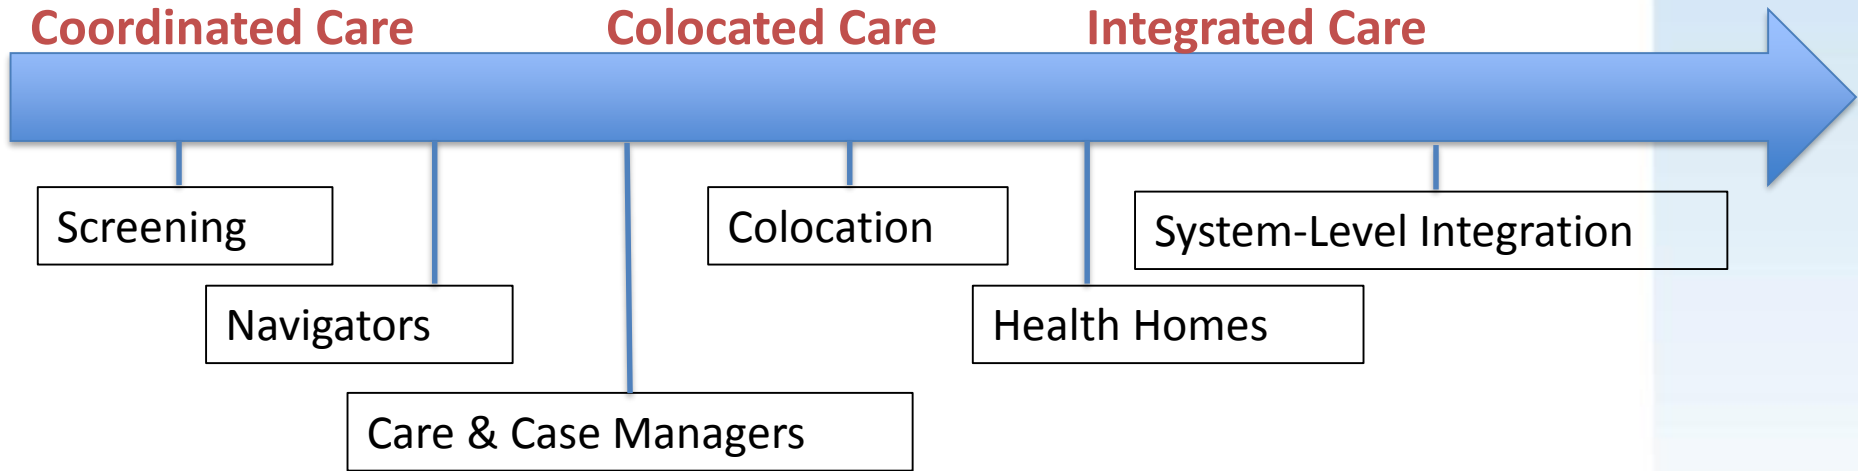 Coordinated Care
Colocated Care
Integrated Care
Screening
Colocation
System-Level Integration
Navigators
Health Homes
Care & Case Managers